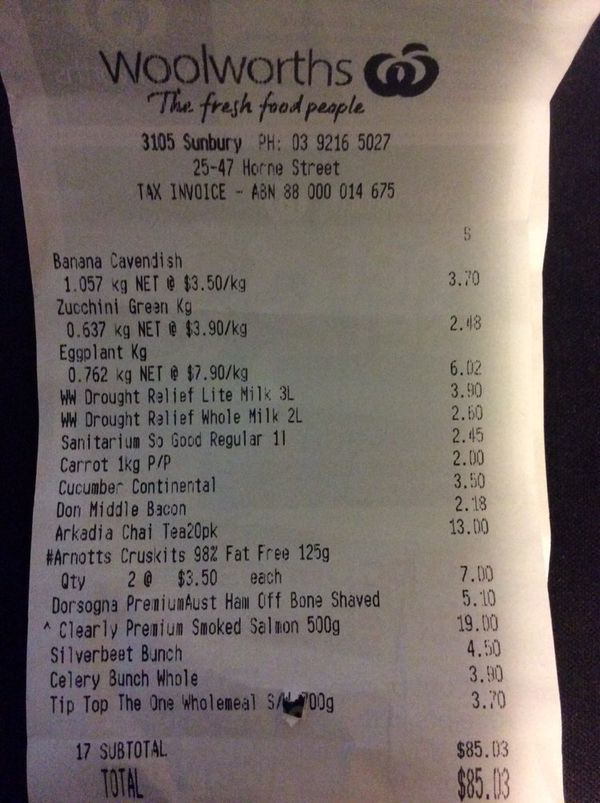 Woolworths
The fresh food people
3105 Sunbury PH: 03 9216 5027
25-47 Horne Street
TAX INVOICE - ABN 88 000 014 675
$
Banana Cavendish
1.057 kg NET @ $3.50/kg 3.70
Zucchini Green Kg
0.637 kg NET @ $3.90/kg 2.48
Eggplant Kg
0.762 kg NET @ $7.90/kg 6.02
WW Drought Relief Lite Milk 3L 3.90
WW Drought Relief Whole Milk 2L 2.60
Sanitarium So Good Regular 1l 2.45
Carrot 1kg P/P 2.00
Cucumber Continental 3.50
Don Middle Bacon 2.18
Arkadia Chai Tea20pk 13.00
#Arnotts Cruskits 98% Fat Free 125g
Qty 2 @ $3.50 each 7.00
Dorsogna PremiumAust Ham Off Bone Shaved 5.10
^ Clearly Premium Smoked Salmon 500g 19.00
Silverbeet Bunch 4.50
Celery Bunch Whole 3.90
Tip Top The One Wholemeal S/W 700g 3.70
17 SUBTOTAL $85.03
TOTAL $85.03